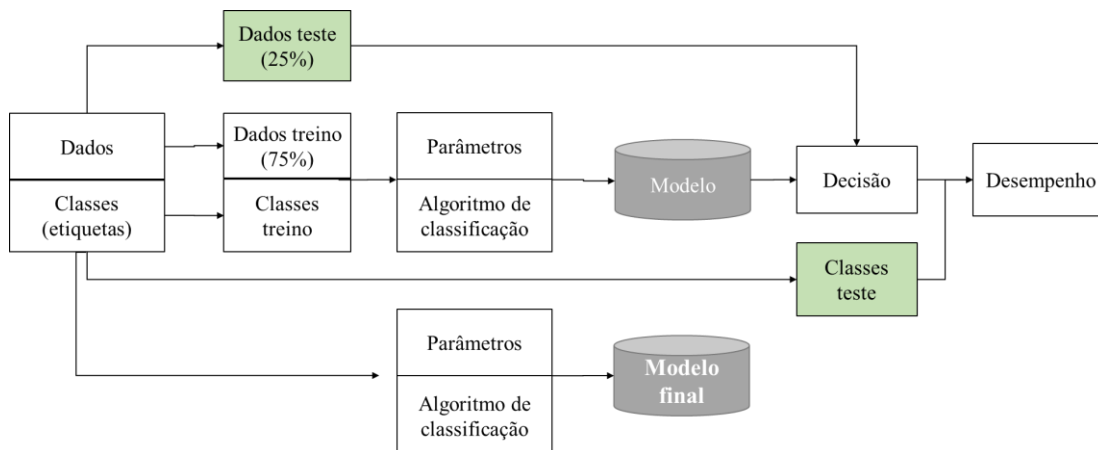 Dados teste
(25%)
Dados
Classes
(etiquetas)
Dados treino
(75%)
Classes
treino
Parâmetros
Algoritmo de
classificação
Modelo
Decisão
Desempenho
Classes
teste
Parâmetros
Algoritmo de
classificação
Modelo
final